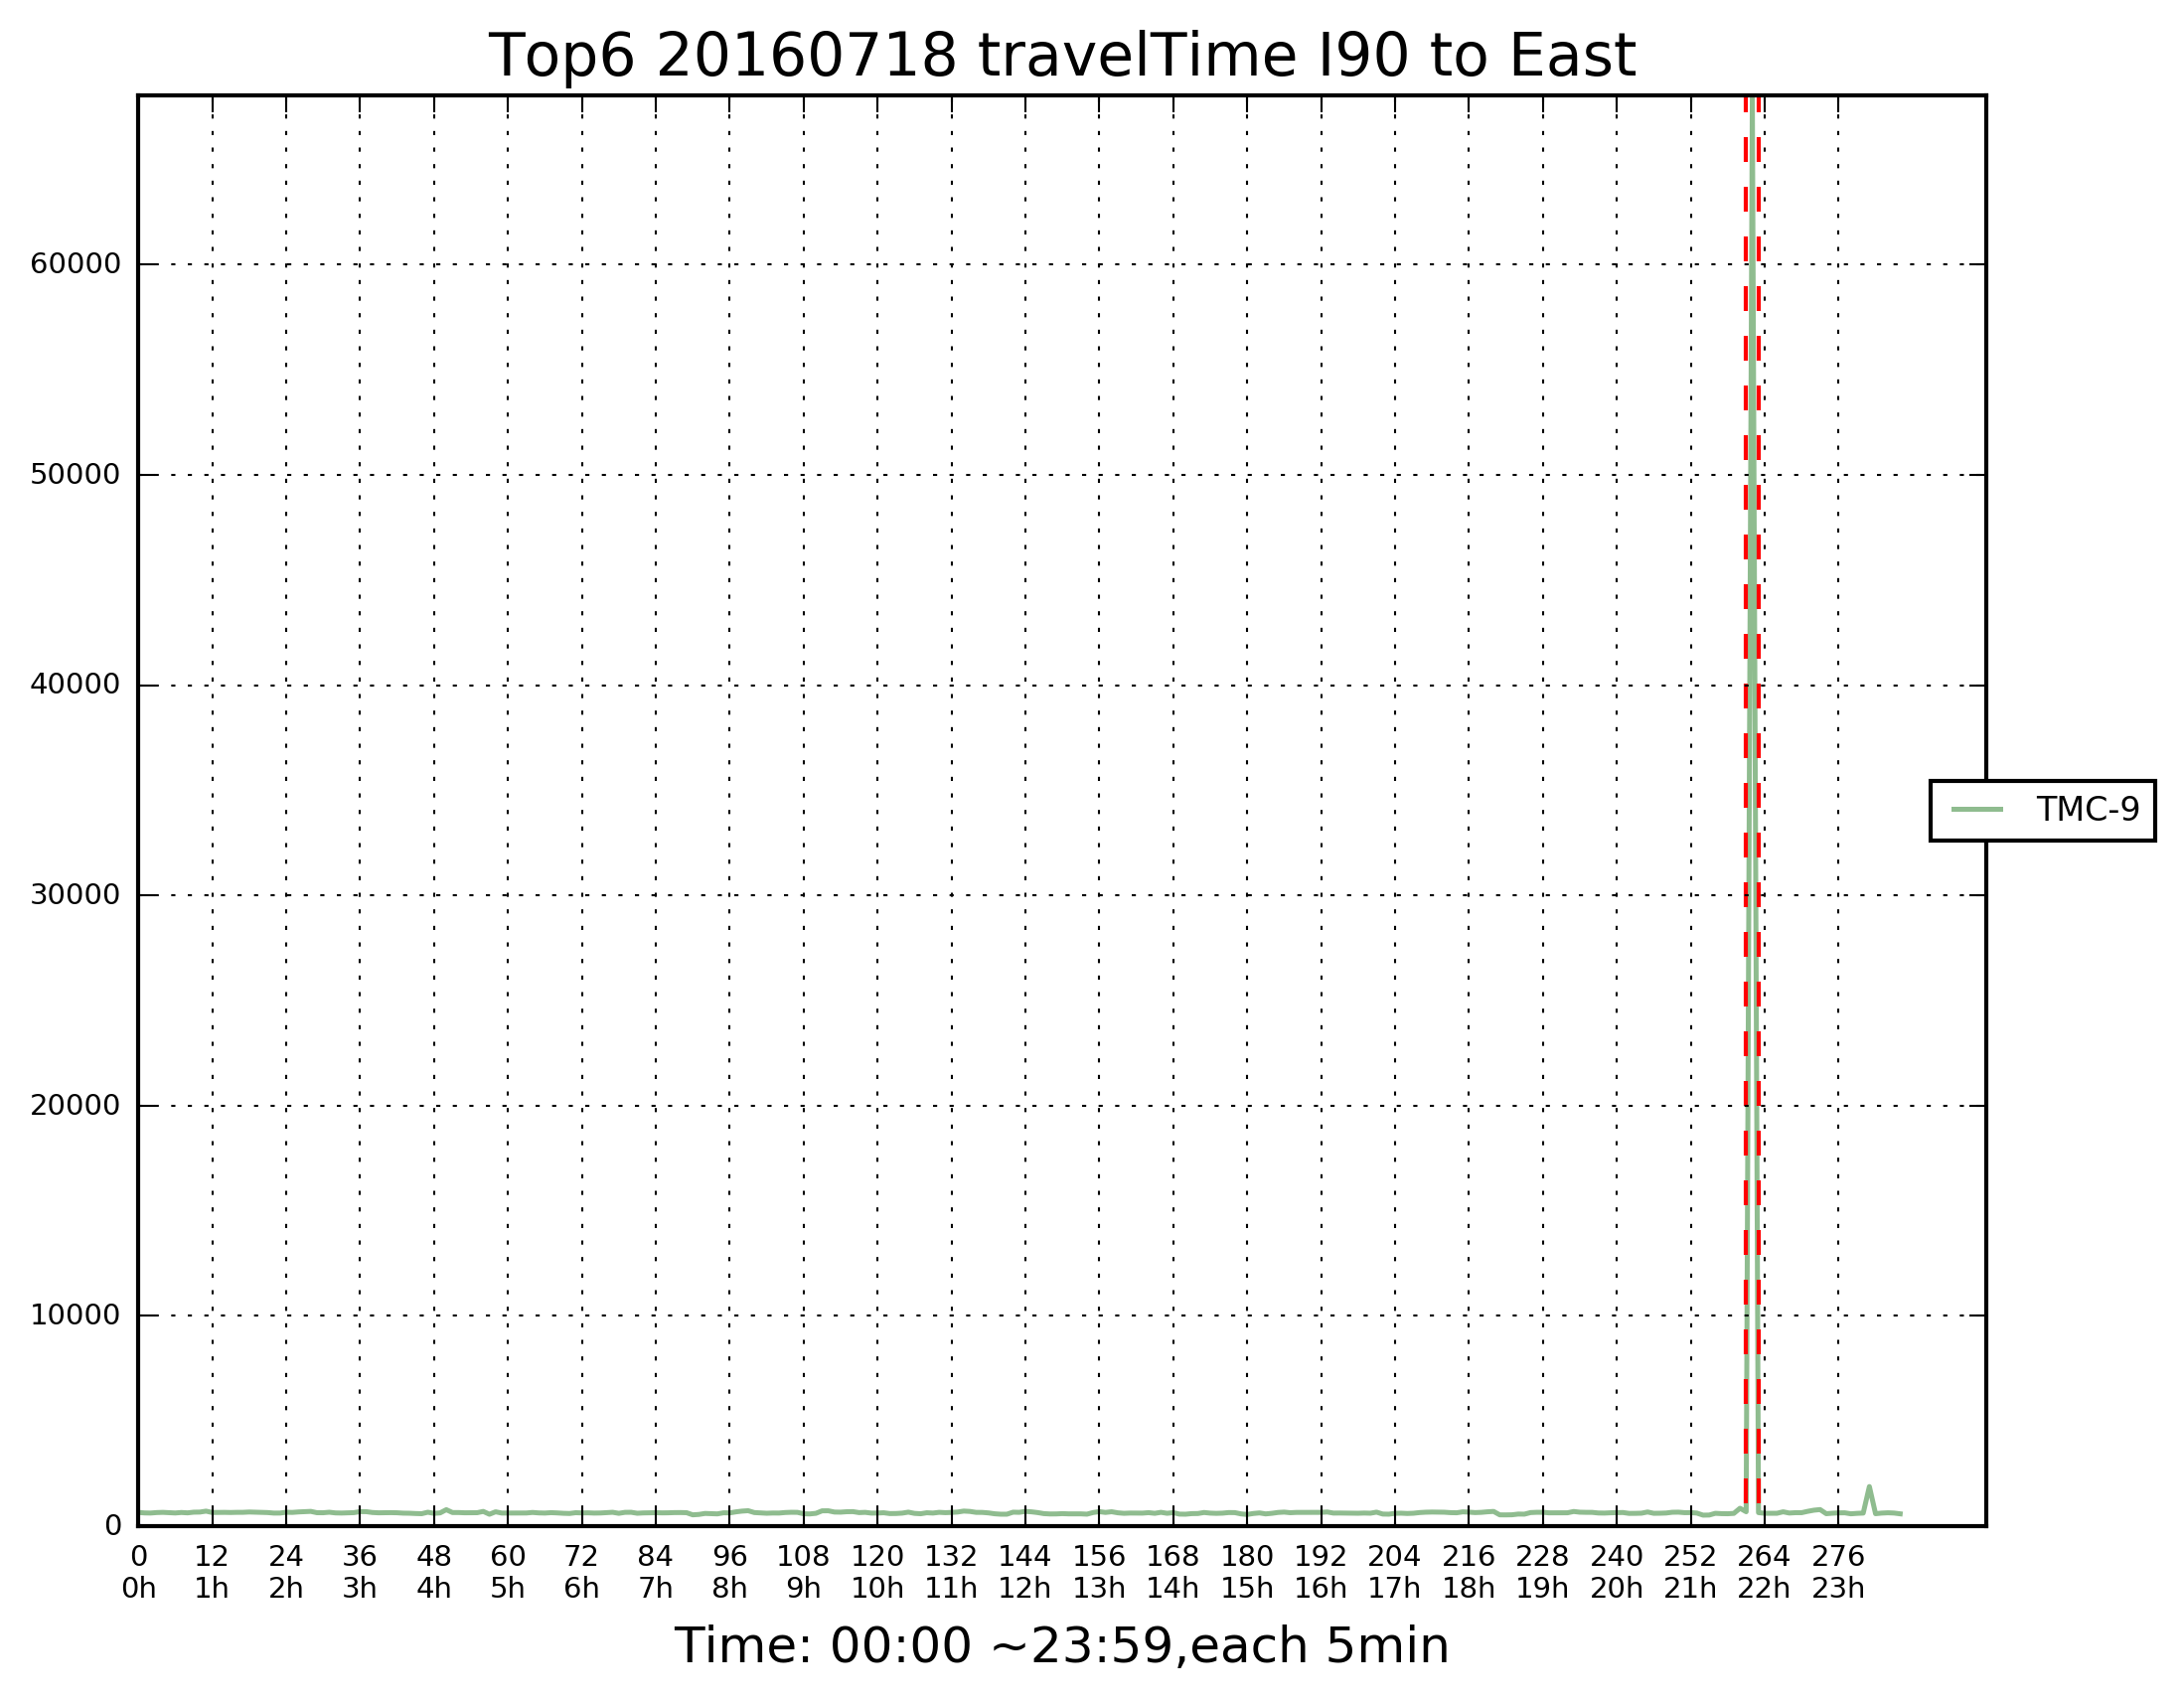 Top6 20160718 travelTime I90 to East
60000
50000
40000
30000
20000
10000
0
TMC-9
0 12 24 36 48 60 72 84 96 108 120 132 144 156 168 180 192 204 216 228 240 252 264 276
0h 1h 2h 3h 4h 5h 6h 7h 8h 9h 10h 11h 12h 13h 14h 15h 16h 17h 18h 19h 20h 21h 22h 23h
Time: 00:00 ~23:59,each 5min